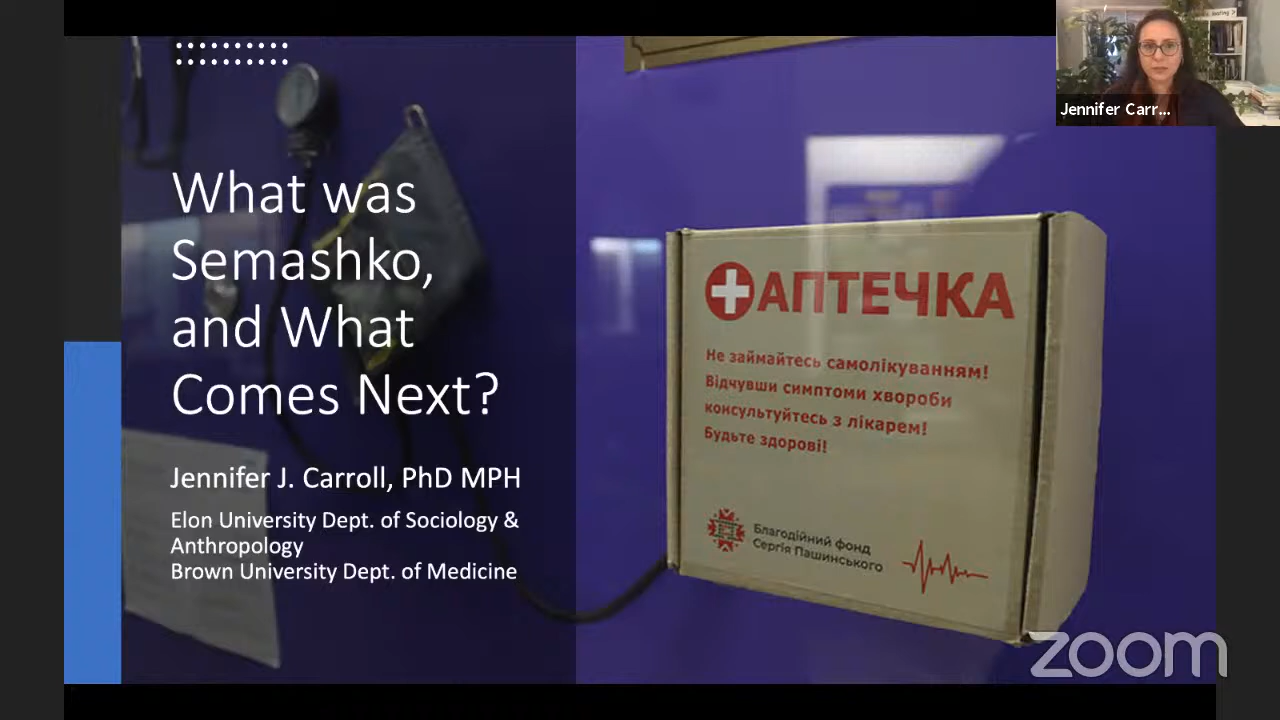 What was
Semashko,
and What
Comes Next?
Jennifer J. Carroll, PhD MPH
Elon University Dept. of Sociology &
Anthropology
Brown University Dept. of Medicine
АПТЕЧКА
Не займайтесь самолікуванням!
Відчувши симптоми хвороби
консультуйтесь з лікарем!
Будьте здорові!
Благодійний фонд
Сергія Пашинського
Jennifer Carr...
zoom